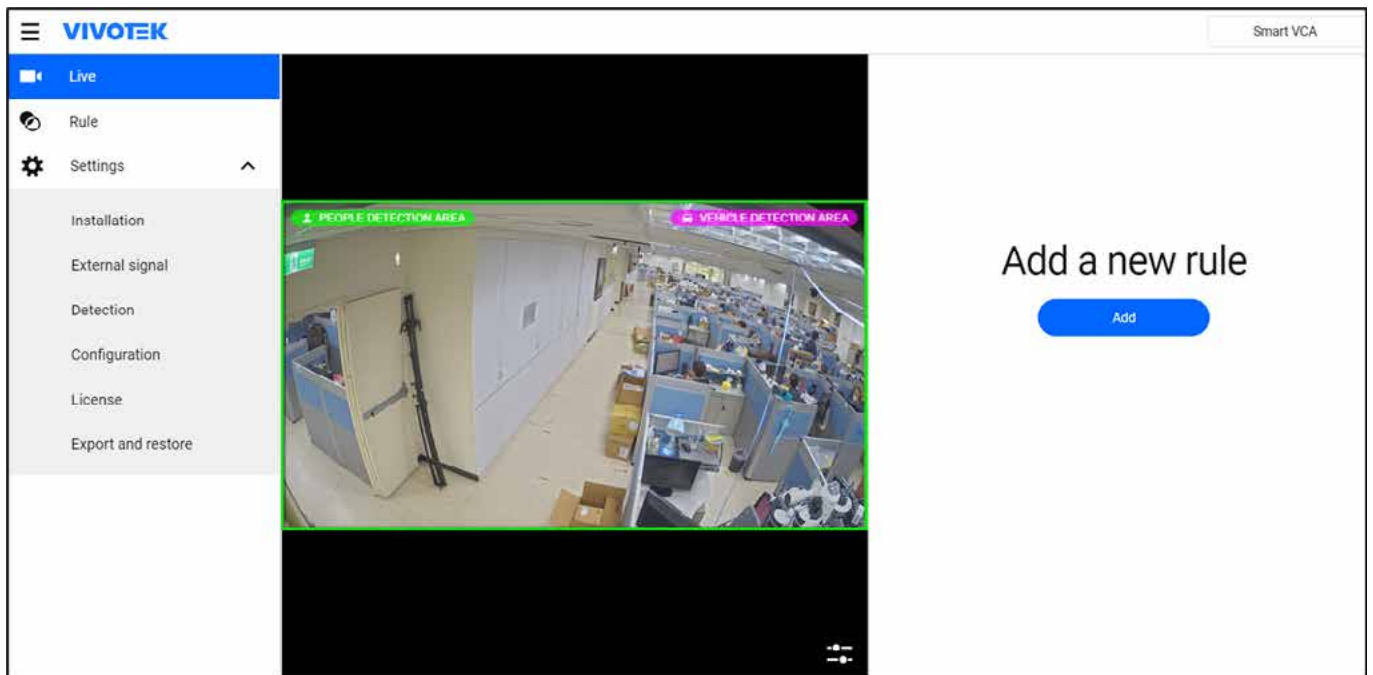 VIVOTEK
Smart VCA
Live
Rule
Settings
Installation
External signal
Detection
Configuration
License
Export and restore
PEOPLE DETECTION AREA
VEHICLE DETECTION AREA
Add a new rule
Add